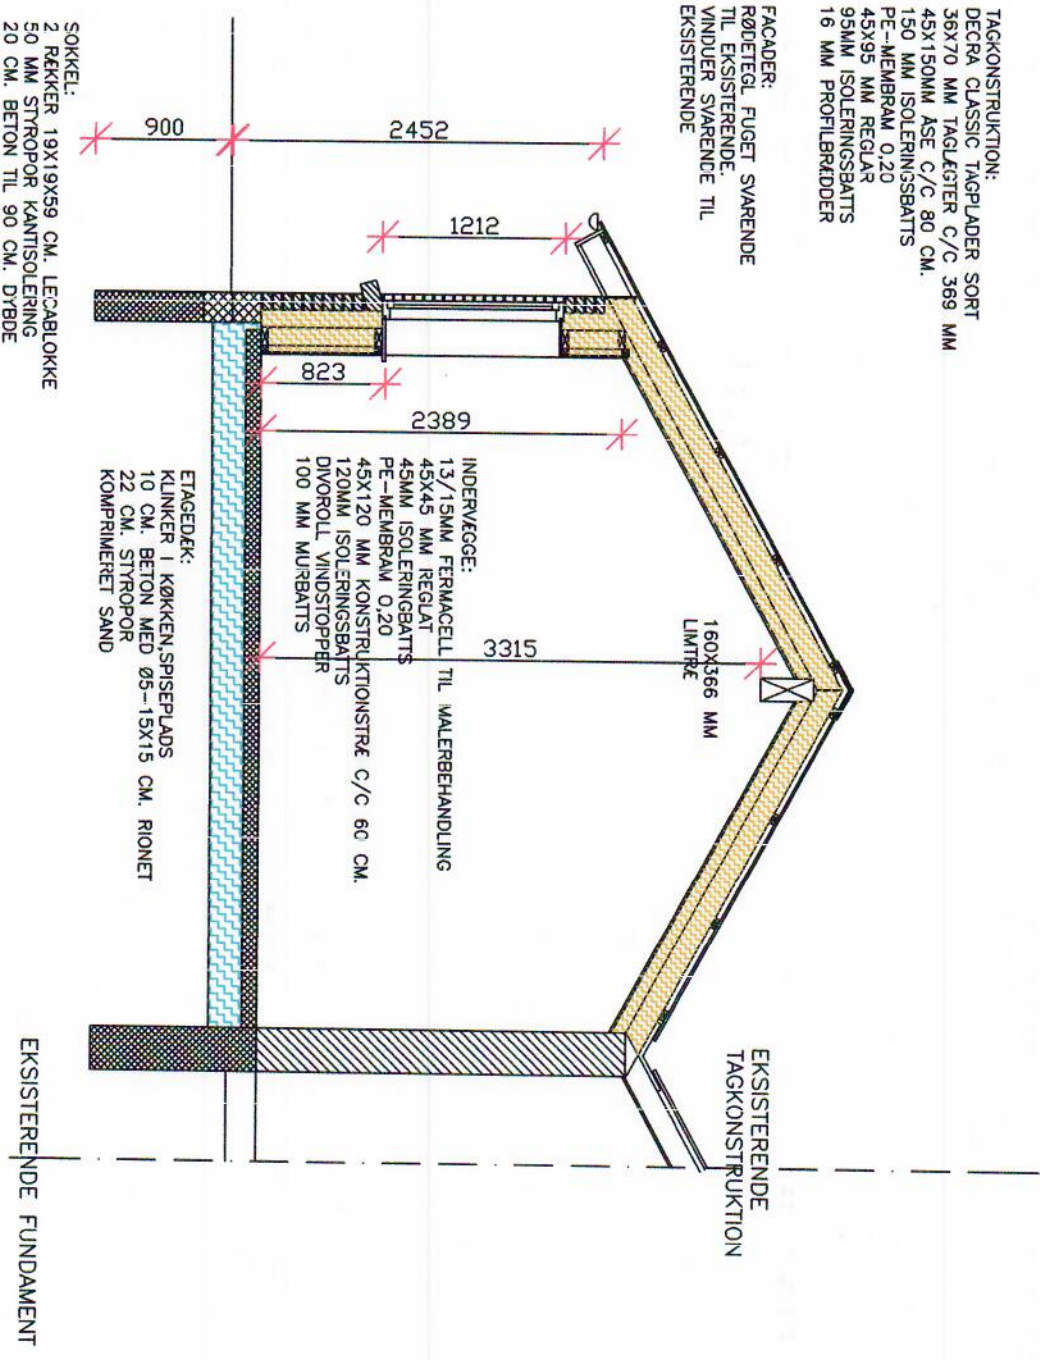 TAGKONSTRUKTION:
DECRA CLASSIC TAGPLADER SORT
36X70 MM TAGLÆGTER C/C 369 MM
45X150MM ÅSE C/C 80 CM.
150 MM ISOLERINGSBATTS
PE-MEMBRAM 0,20
45X95 MM REGLAR
95MM ISOLERINGSBATTS
16 MM PROFILBRÆDDER
FACADER:
RØDETEGL FUGET SVARENDE
TIL EKSISTERENDE.
VINDUER SVARENDE TIL
EKSISTERENDE
900
2452
1212
823
2389
3315
160X366 MM
LIMTRÆ
EKSISTERENDE
TAGKONSTRUKTION
INDERVÆGGE:
13/15MM FERMACELL TIL MALERBEHANDLING
45X45 MM REGLAT
45MM ISOLERINGBATTS
PE-MEMBRAM 0,20
45X120 MM KONSTRUKTIONSTRÆ C/C 60 CM.
120MM ISOLERINGSBATTS
DIVOROLL VINDSTOPPER
100 MM MURBATTS
ETAGEDÆK:
KLINKER I KØKKEN,SPISEPLADS
10 CM. BETON MED Ø5-15X15 CM. RIONET
22 CM. STYROPOR
KOMPRIMERET SAND
SOKKEL:
2 RÆKKER 19X19X59 CM. LECABLOKKE
50 MM STYROPOR KANTISOLERING
20 CM. BETON TIL 90 CM. DYBDE
EKSISTERENDE FUNDAMENT